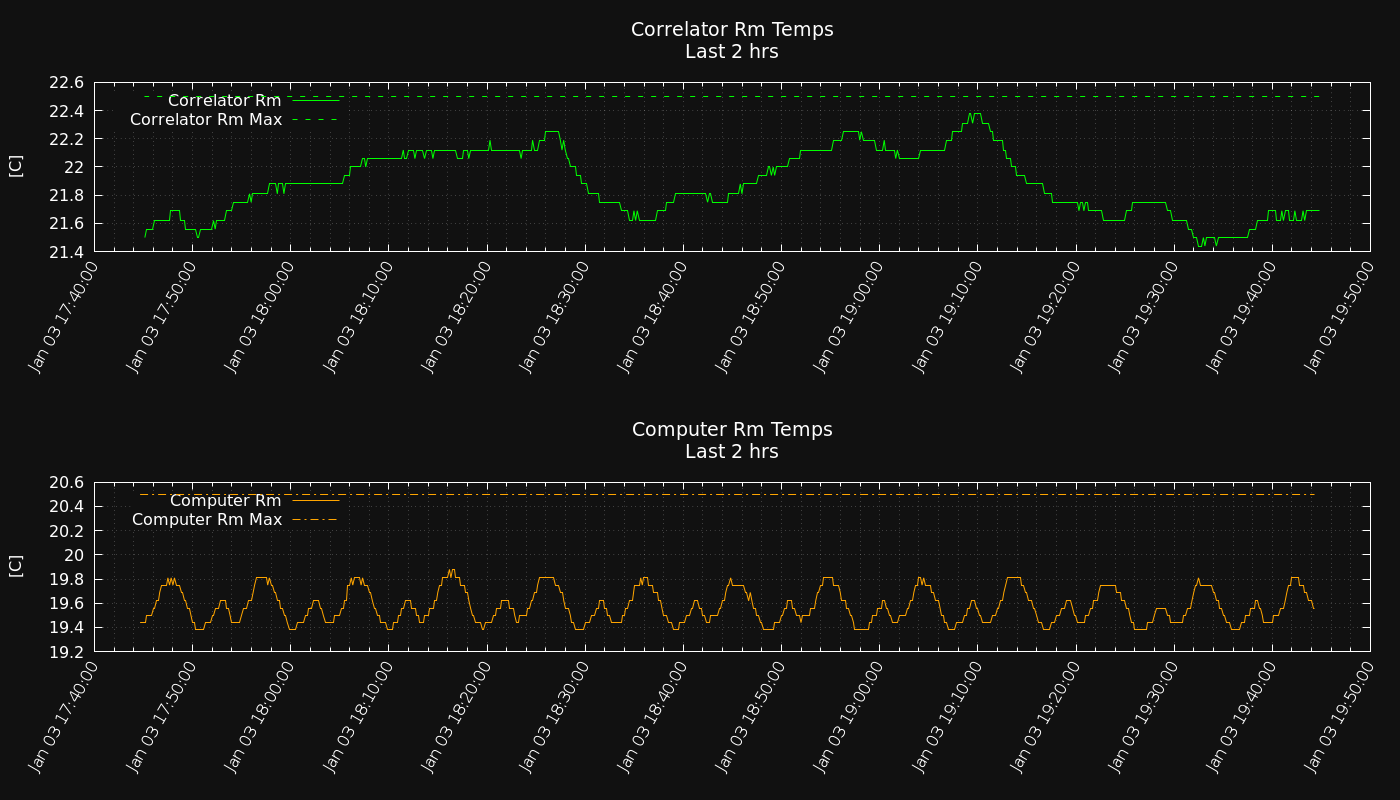 Correlator Rm Temps
Last 2 hrs
22.6
22.4
22.2
22
21.8
21.6
21.4
[C]
Correlator Rm
Correlator Rm Max
Jan 03 17:40:00
Jan 03 17:50:00
Jan 03 18:00:00
Jan 03 18:10:00
Jan 03 18:20:00
Jan 03 18:30:00
Jan 03 18:40:00
Jan 03 18:50:00
Jan 03 19:00:00
Jan 03 19:10:00
Jan 03 19:20:00
Jan 03 19:30:00
Jan 03 19:40:00
Jan 03 19:50:00
Computer Rm Temps
Last 2 hrs
20.6
20.4
20.2
20
19.8
19.6
19.4
19.2
[C]
Computer Rm
Computer Rm Max
Jan 03 17:40:00
Jan 03 17:50:00
Jan 03 18:00:00
Jan 03 18:10:00
Jan 03 18:20:00
Jan 03 18:30:00
Jan 03 18:40:00
Jan 03 18:50:00
Jan 03 19:00:00
Jan 03 19:10:00
Jan 03 19:20:00
Jan 03 19:30:00
Jan 03 19:40:00
Jan 03 19:50:00